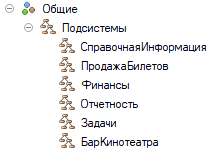 Общие
Подсистемы
СправочнаяИнформация
ПродажаБилетов
Финансы
Отчетность
Задачи
БарКинотеатра